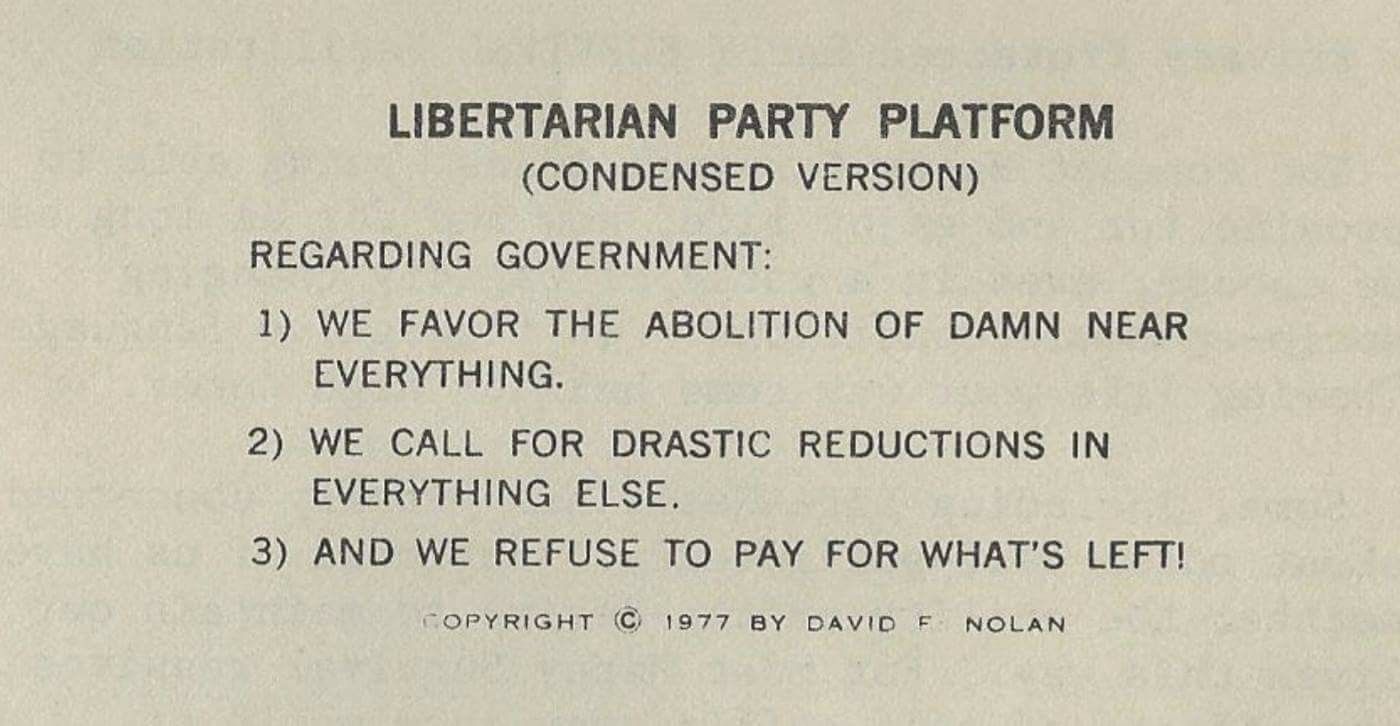 LIBERTARIAN PARTY PLATFORM
(CONDENSED VERSION)
REGARDING GOVERNMENT:
1) WE FAVOR THE ABOLITION OF DAMN NEAR
EVERYTHING.
2) WE CALL FOR DRASTIC REDUCTIONS IN
EVERYTHING ELSE.
3) AND WE REFUSE TO PAY FOR WHAT'S LEFT!
COPYRIGHT © 1977 BY DAVID F. NOLAN